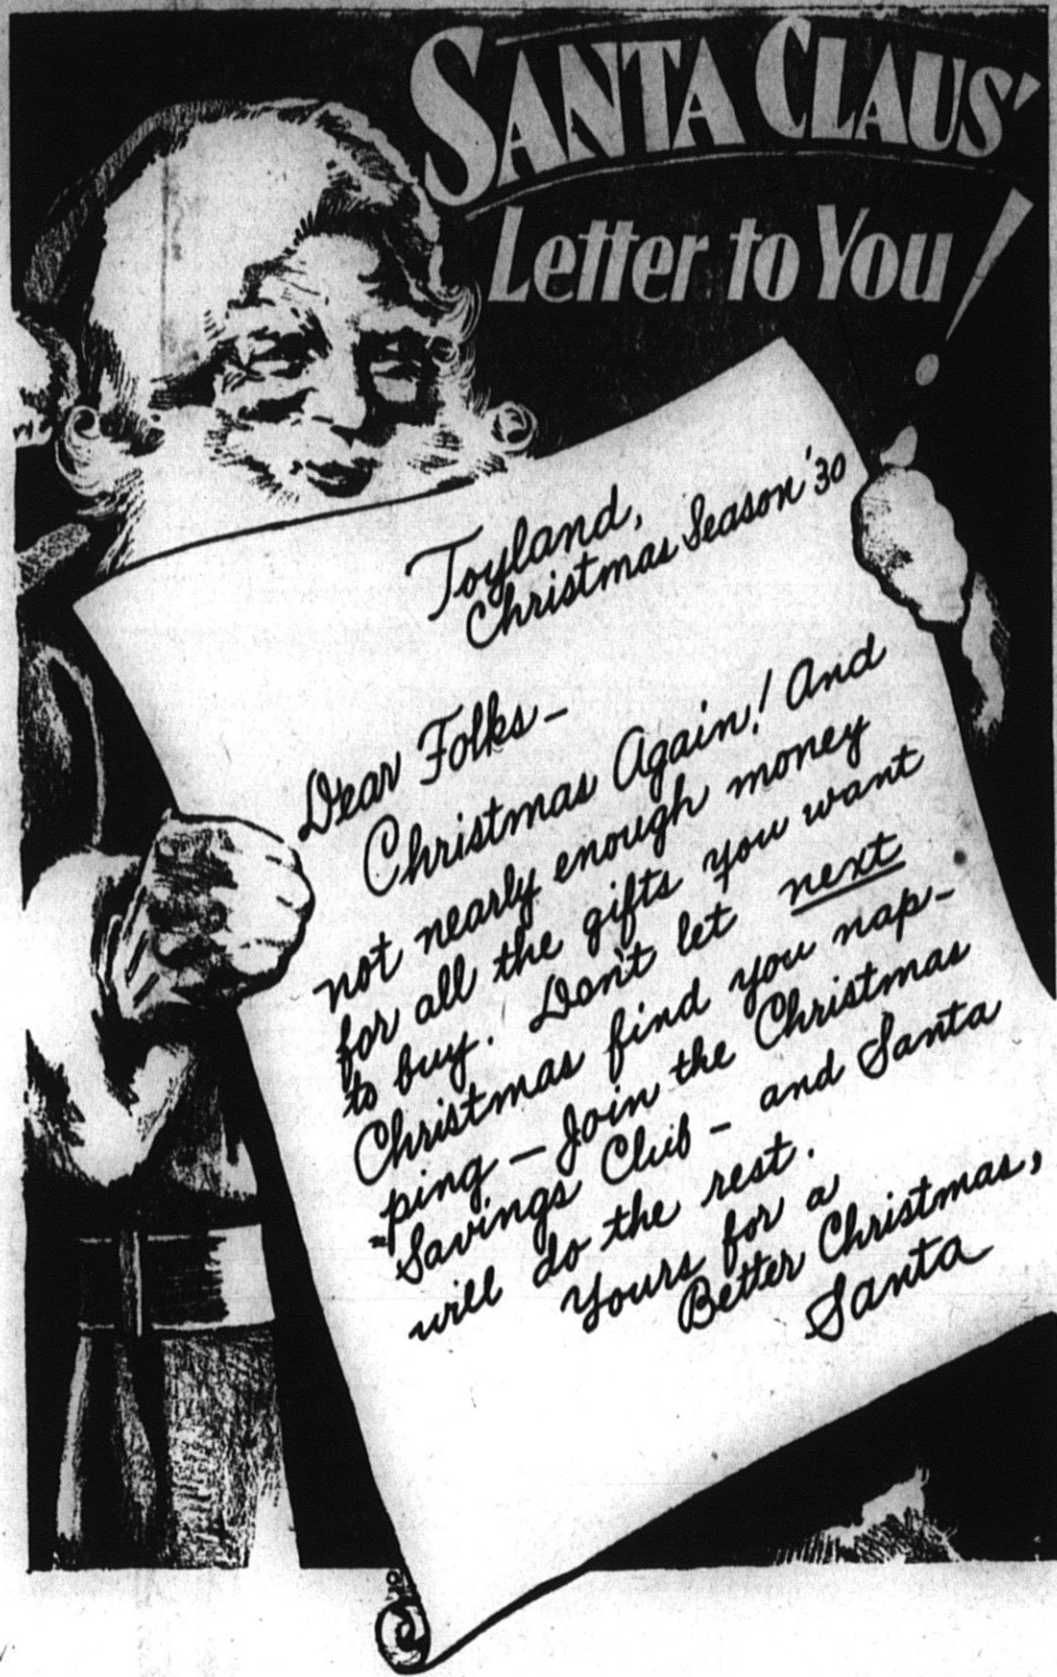 SANTA CLAUS'
Letter to You!
Toyland,
Christmas Season '30
Dear Folks –
Christmas Again! And
not nearly enough money
for all the gifts you want
to buy. Don't let next
Christmas find you nap-
ping – Join the Christmas
Savings Club – and Santa
will do the rest.
Yours for a
Better Christmas,
Santa
'30